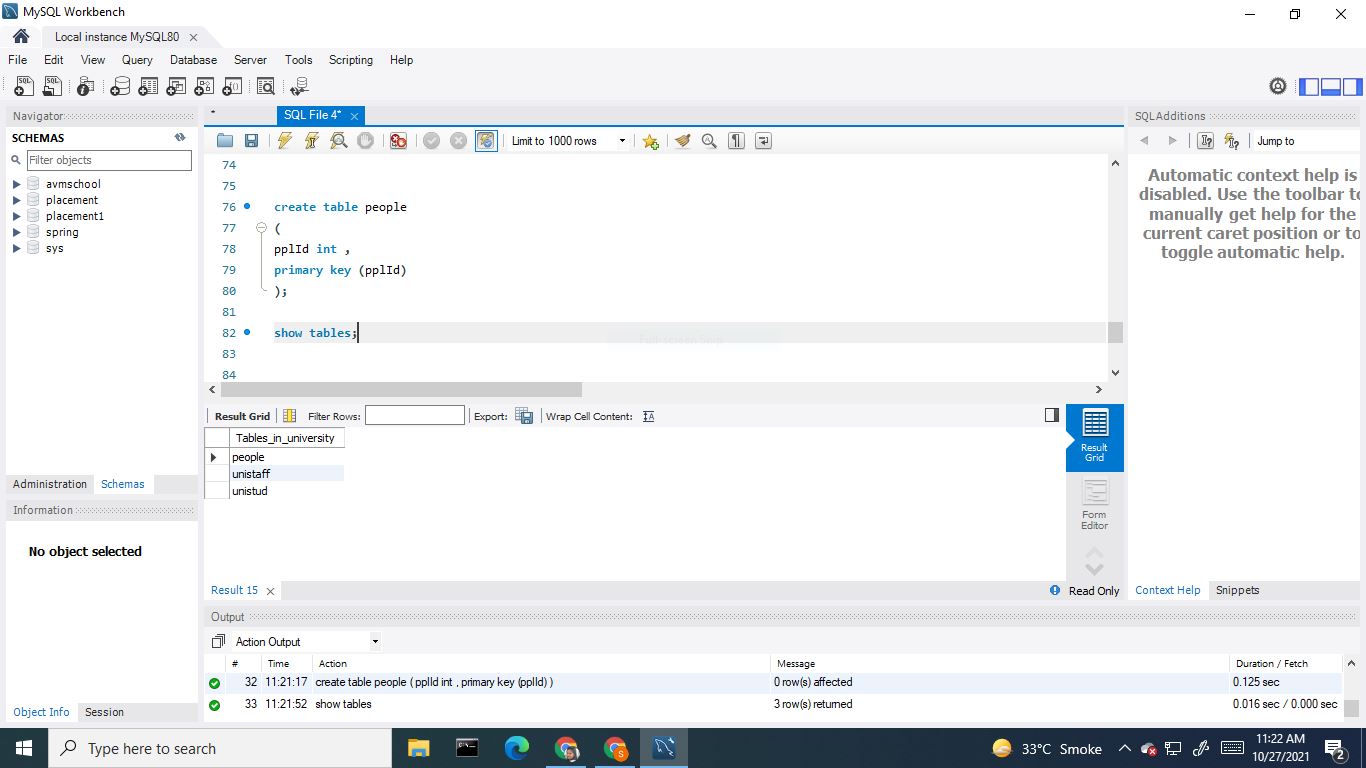 MySQL Workbench
Local instance MySQL80
File Edit View Query Database Server Tools Scripting Help
Navigator
SCHEMAS
Filter objects
avmschool
placement
placement1
spring
sys
Administration Schemas
Information
No object selected
Object Info Session
*
SQL File 4*
Limit to 1000 rows
74
75
76 create table people
77 (
78 pplId int ,
79 primary key (pplId)
80 );
81
82 show tables;
83
84
Result Grid Filter Rows: Export: Wrap Cell Content:
Tables_in_university
people
unistaff
unistud
Result Grid
Form Editor
Result 15 Read Only
SQLAdditions
Jump to
Automatic context help is
disabled. Use the toolbar to
manually get help for the
current caret position or to
toggle automatic help.
Context Help Snippets
Output
Action Output
# Time Action Message Duration / Fetch
32 11:21:17 create table people ( pplId int , primary key (pplId) ) 0 row(s) affected 0.125 sec
33 11:21:52 show tables 3 row(s) returned 0.016 sec / 0.000 sec
Type here to search
33°C Smoke
11:22 AM
10/27/2021
2